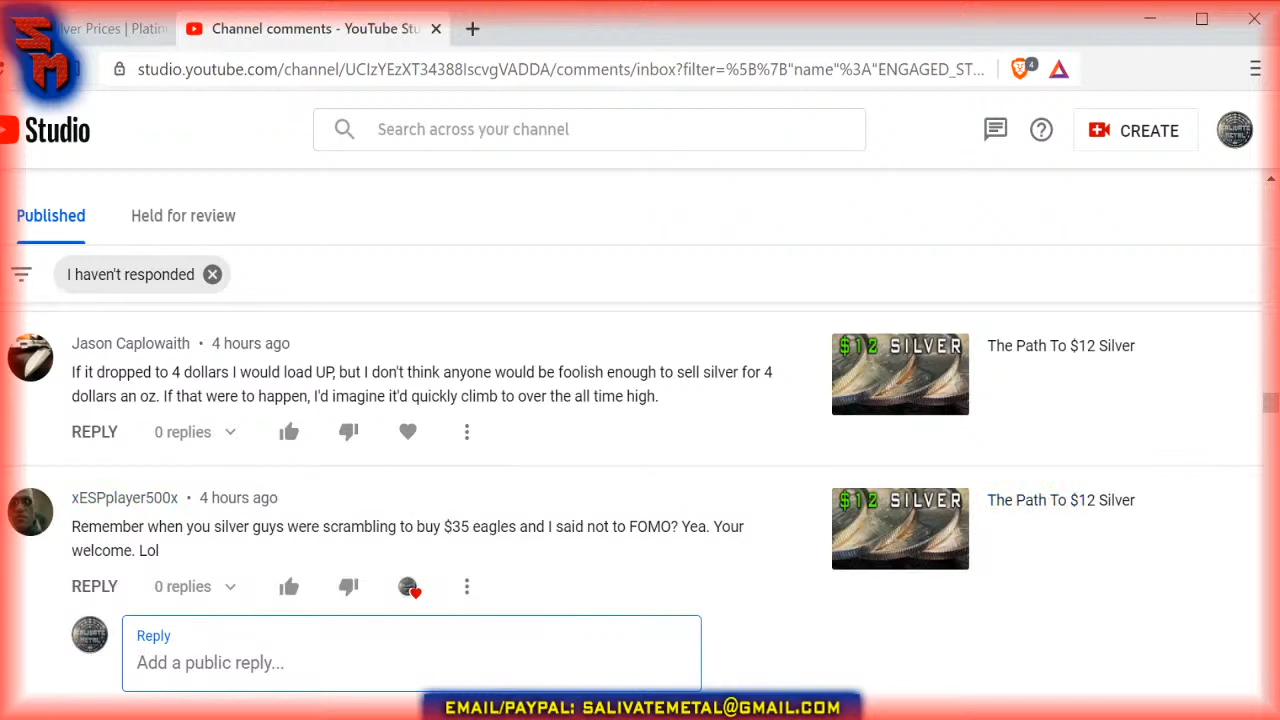 SM
lver Prices | Platin
Channel comments - YouTube Stu
studio.youtube.com/channel/UCIzYEzXT34388IscvgVADDA/comments/inbox?filter=%5B%7B"name"%3A"ENGAGED_ST...
4
Studio
Search across your channel
CREATE
Published
Held for review
I haven't responded
Jason Caplowaith • 4 hours ago
If it dropped to 4 dollars I would load UP, but I don't think anyone would be foolish enough to sell silver for 4
dollars an oz. If that were to happen, I'd imagine it'd quickly climb to over the all time high.
REPLY 0 replies
$12 SILVER
The Path To $12 Silver
xESPplayer500x • 4 hours ago
Remember when you silver guys were scrambling to buy $35 eagles and I said not to FOMO? Yea. Your
welcome. Lol
REPLY 0 replies
$12 SILVER
The Path To $12 Silver
Reply
Add a public reply...
EMAIL/PAYPAL: SALIVATEMETAL@GMAIL.COM